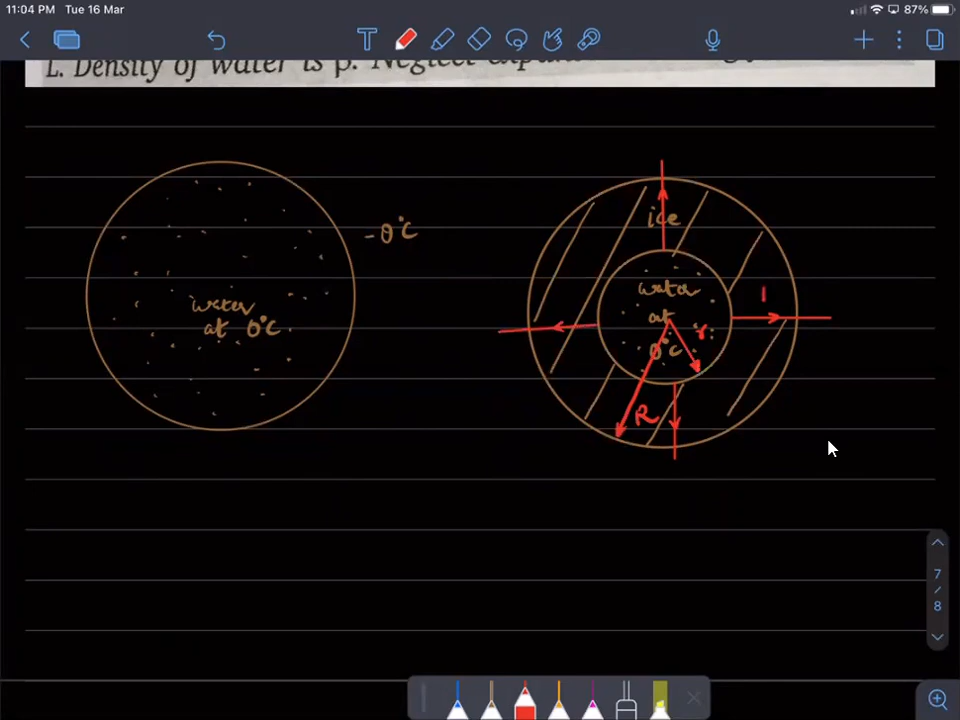 11:04 PM Tue 16 Mar
87%
L. Density of water is ρ. Neglect
water
at 0°C
-θ°C
ice
water
at
0°C
r
R
1
7
/
8